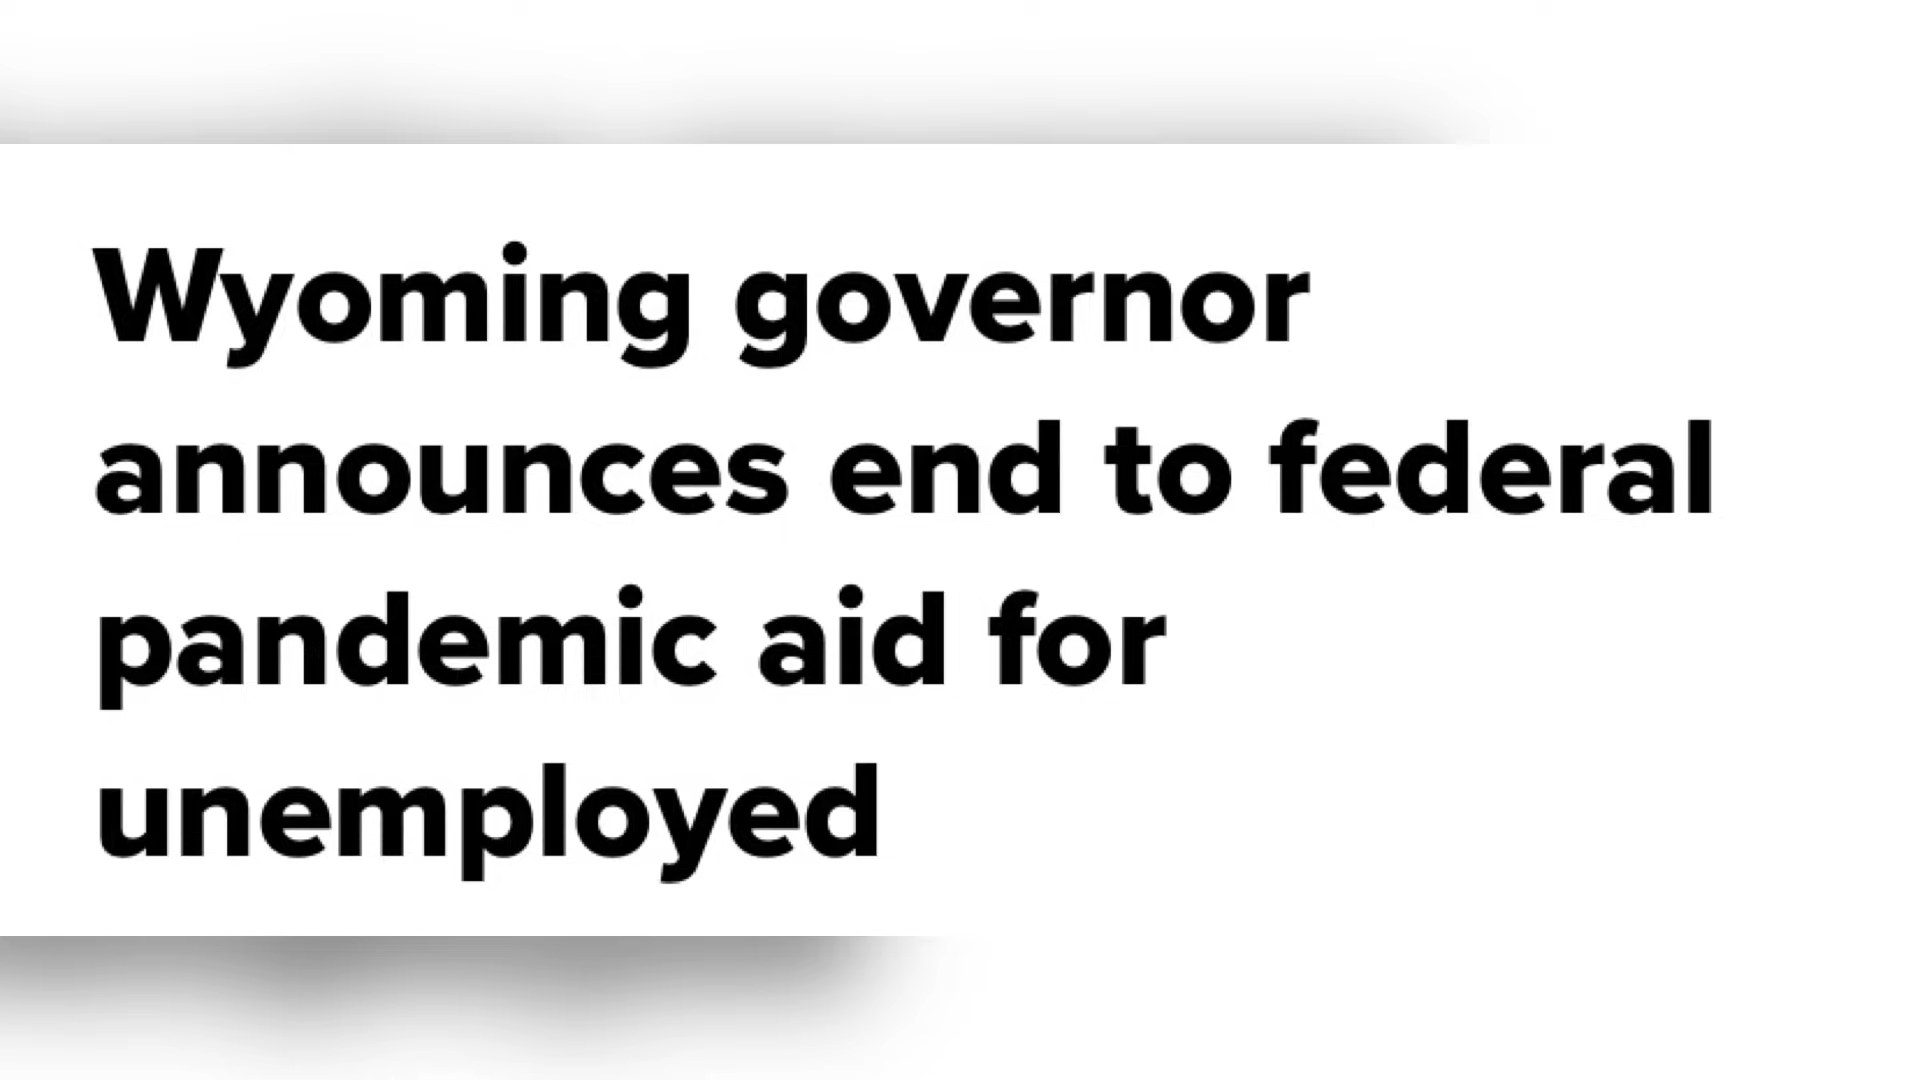 Wyoming governor
announces end to federal
pandemic aid for
unemployed